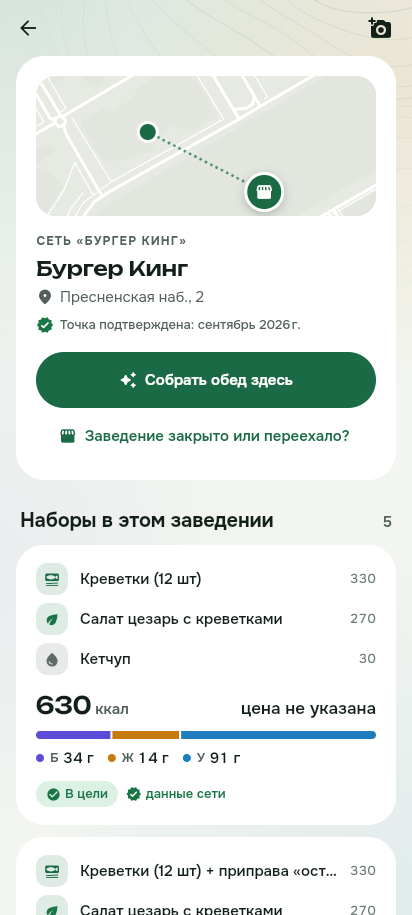 СЕТЬ «БУРГЕР КИНГ»
Бургер Кинг
Пресненская наб., 2
Точка подтверждена: сентябрь 2026 г.
Собрать обед здесь
Заведение закрыто или переехало?
Наборы в этом заведении 5
Креветки (12 шт) 330
Салат цезарь с креветками 270
Кетчуп 30
630 ккал цена не указана
Б 34 г Ж 14 г У 91 г
В цели данные сети
Креветки (12 шт) + приправа «ост... 330
Салат цезарь с креветками 270